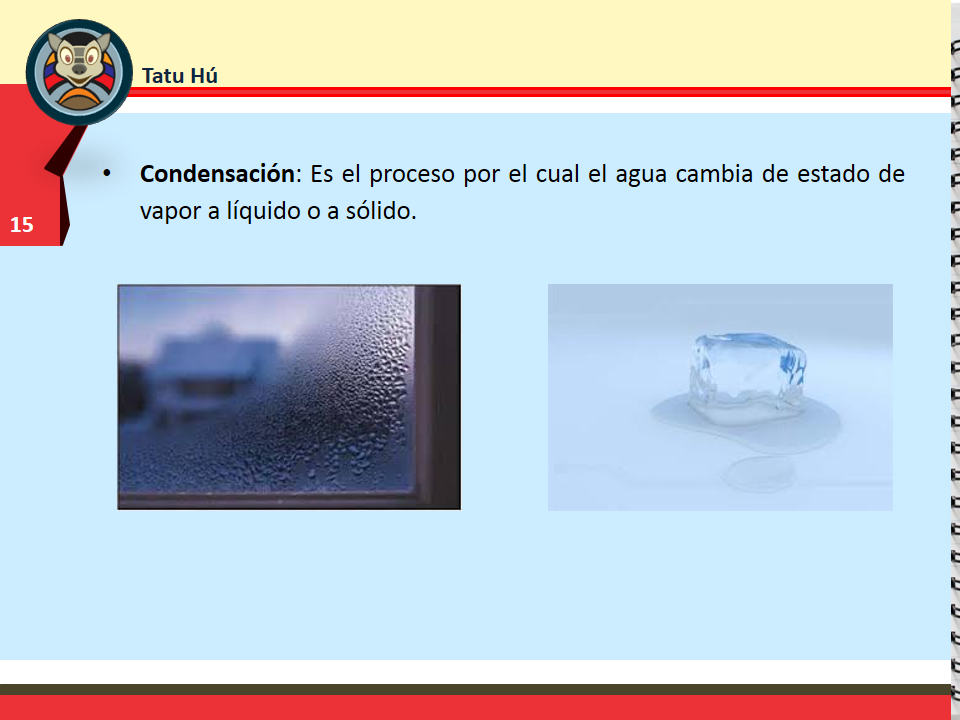 Tatu Hú
• Condensación: Es el proceso por el cual el agua cambia de estado de
vapor a líquido o a sólido.
15